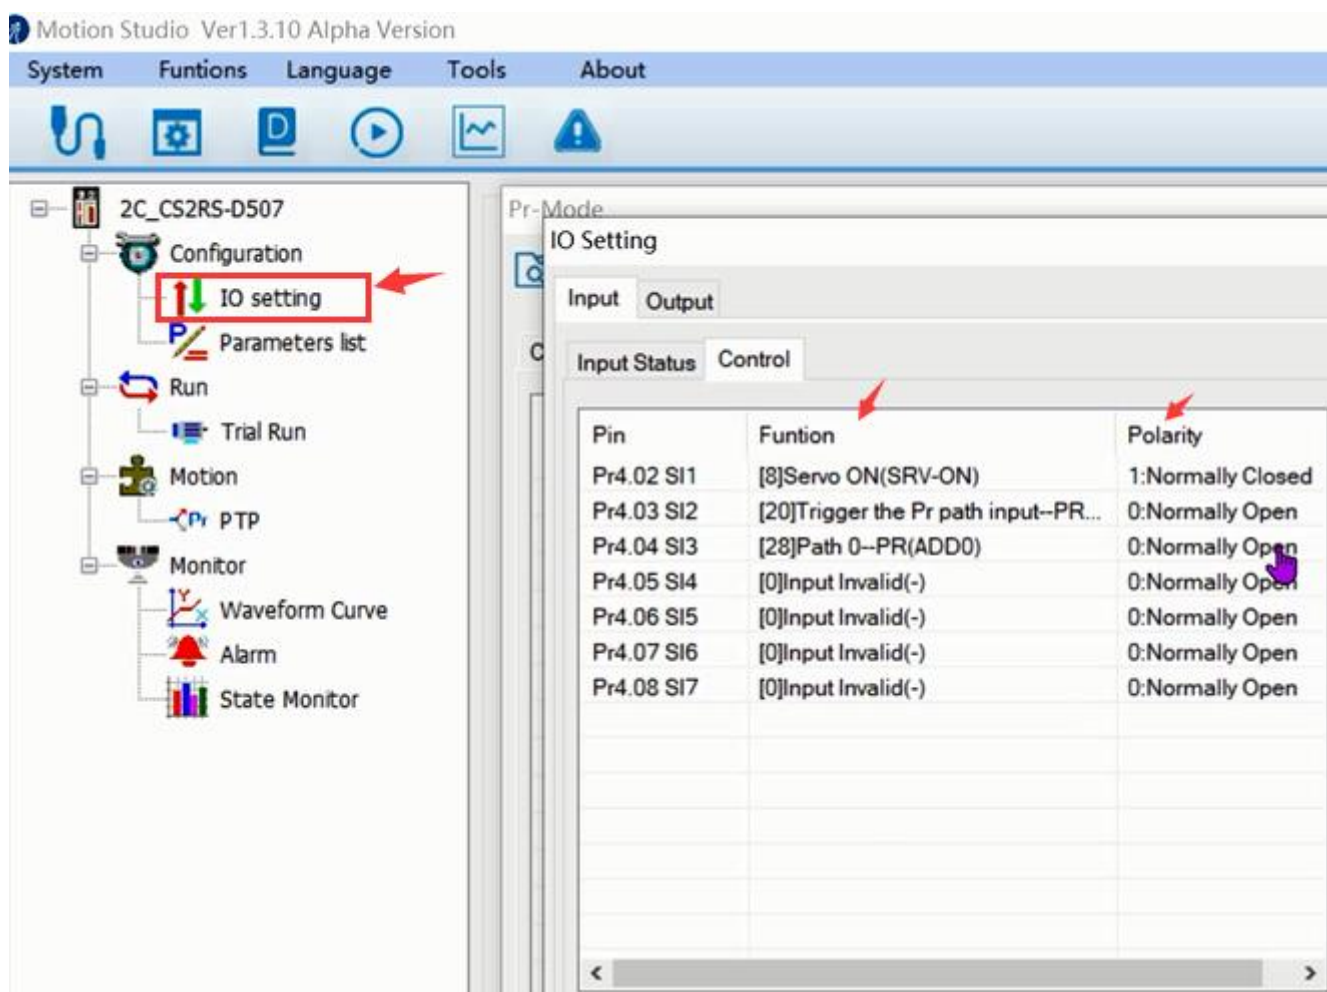 Motion Studio Ver1.3.10 Alpha Version
System Funtions Language Tools About
2C_CS2RS-D507
Configuration
IO setting
Parameters list
Run
Trial Run
Motion
PTP
Monitor
Waveform Curve
Alarm
State Monitor
Pr-Mode
IO Setting
Input Output
Input Status Control
Pin Funtion Polarity
Pr4.02 SI1 [8]Servo ON(SRV-ON) 1:Normally Closed
Pr4.03 SI2 [20]Trigger the Pr path input--PR... 0:Normally Open
Pr4.04 SI3 [28]Path 0--PR(ADD0) 0:Normally Open
Pr4.05 SI4 [0]Input Invalid(-) 0:Normally Open
Pr4.06 SI5 [0]Input Invalid(-) 0:Normally Open
Pr4.07 SI6 [0]Input Invalid(-) 0:Normally Open
Pr4.08 SI7 [0]Input Invalid(-) 0:Normally Open